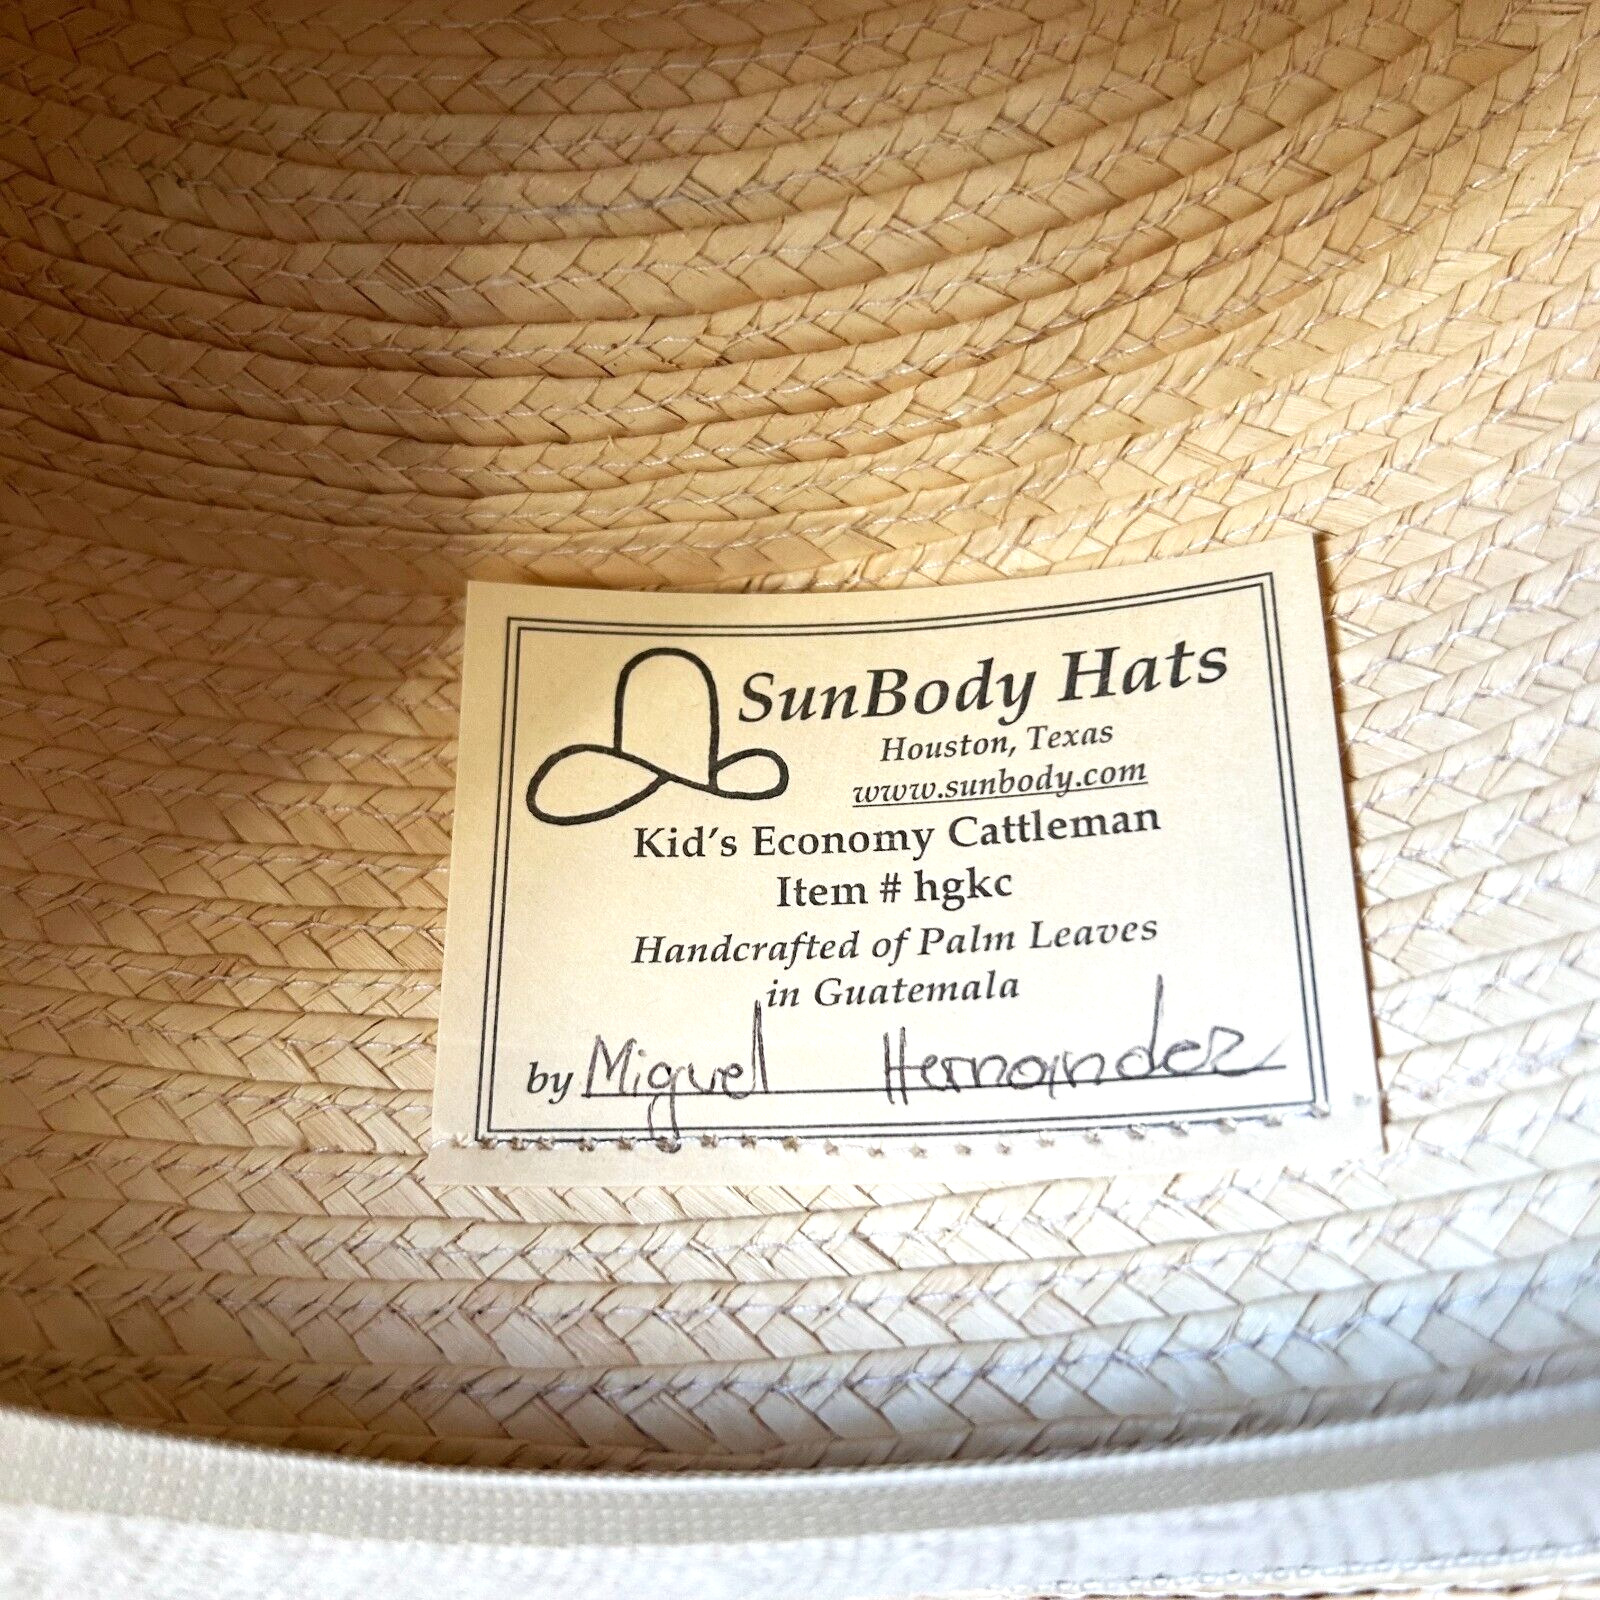 SunBody Hats
Houston, Texas
www.sunbody.com
Kid's Economy Cattleman
Item # hgkc
Handcrafted of Palm Leaves
in Guatemala
by Miguel Hernandez